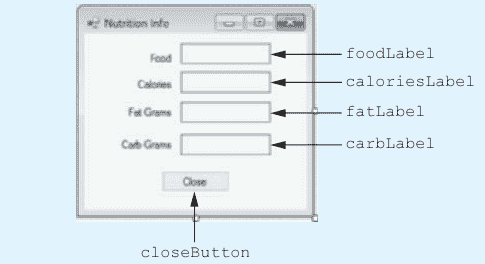 Nutrition Info
Food foodLabel
Calories caloriesLabel
Fat Grams fatLabel
Carb Grams carbLabel
Close
closeButton